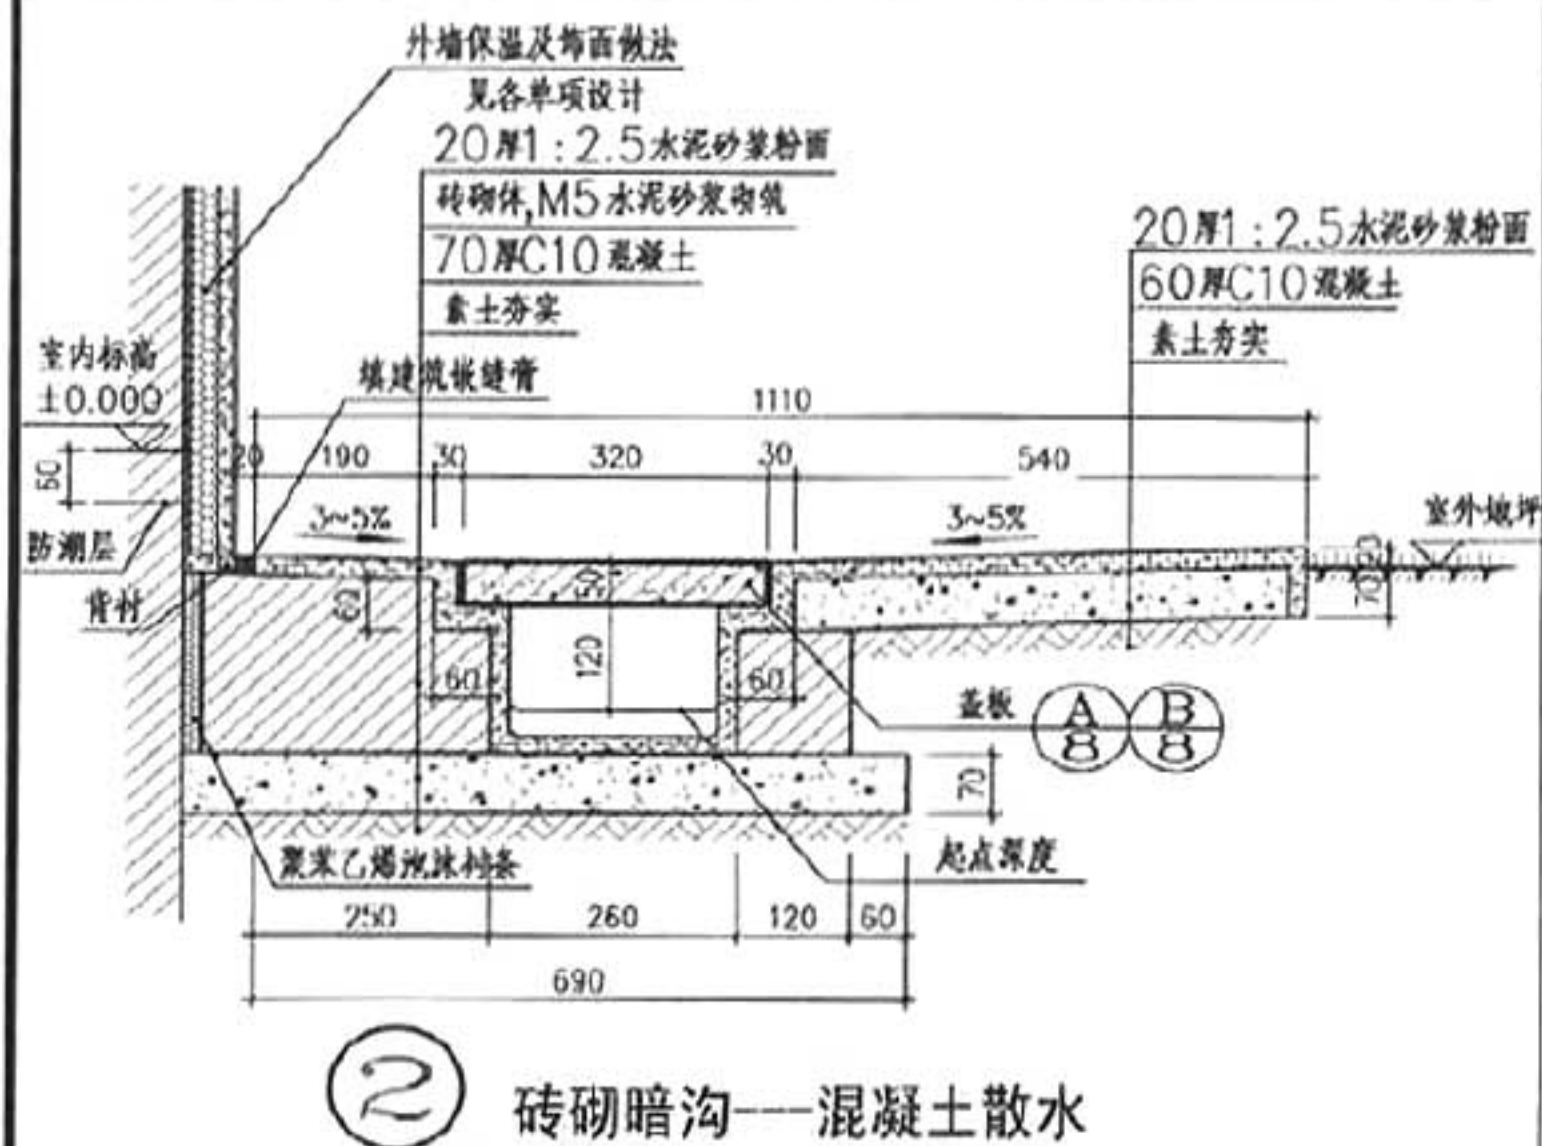 外墙保温及饰面做法
见各单项设计
20厚1:2.5水泥砂浆粉面
砖砌体,M5水泥砂浆砌筑
70厚C10混凝土
素土夯实
20厚1:2.5水泥砂浆粉面
60厚C10混凝土
素土夯实
室内标高
±0.000
填建筑嵌缝膏
1110
20 190 30 320 30 540
60
3~5%
3~5%
室外地坪
防潮层
背衬
60
50
70 20
120
60
60
盖板
A
8
B
8
70
聚苯乙烯泡沫衬条
起点深度
250 260 120 60
690
2 砖砌暗沟---混凝土散水